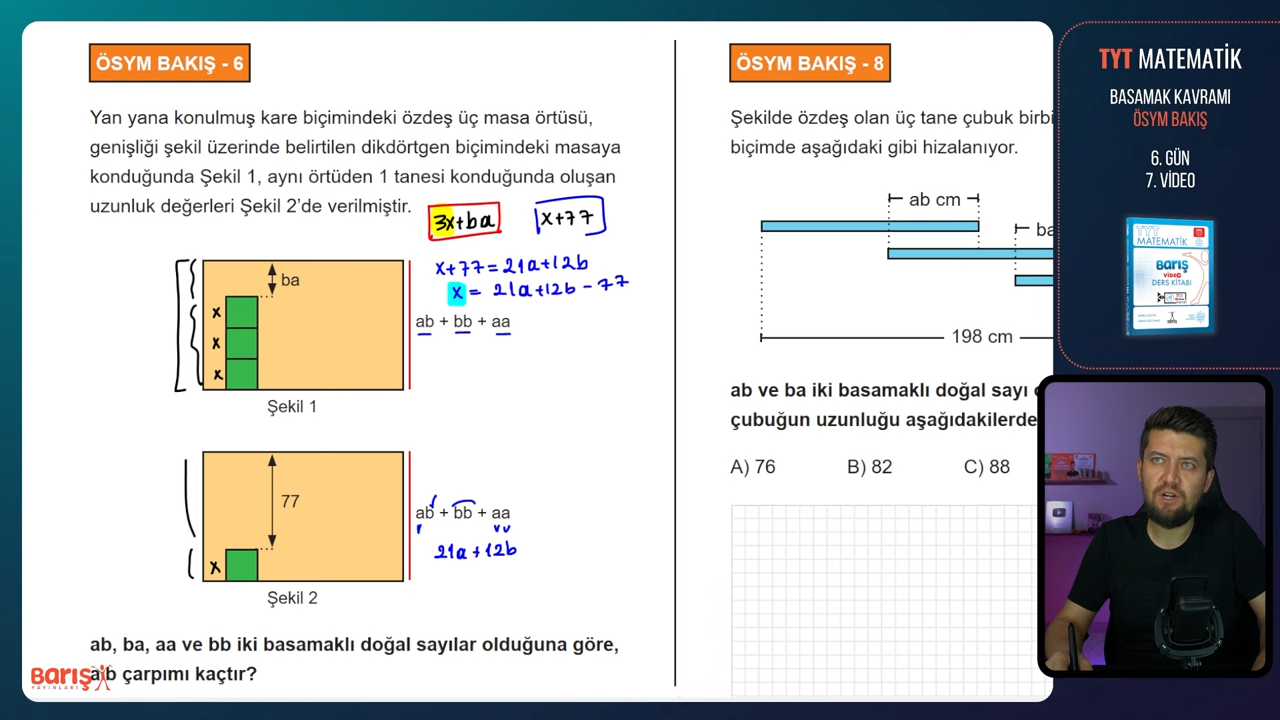 ÖSYM BAKIŞ - 6
Yan yana konulmuş kare biçimindeki özdeş üç masa örtüsü,
genişliği şekil üzerinde belirtilen dikdörtgen biçimindeki masaya
konduğunda Şekil 1, aynı örtüden 1 tanesi konduğunda oluşan
uzunluk değerleri Şekil 2'de verilmiştir.
3x+ba
x+77
x+77 = 21a+12b
x = 21a+12b - 77
ba
x
x
x
ab + bb + aa
Şekil 1
77
x
ab + bb + aa
21a+12b
Şekil 2
ab, ba, aa ve bb iki basamaklı doğal sayılar olduğuna göre,
a.b çarpımı kaçtır?
BARIŞ
YAYINLARI
ÖSYM BAKIŞ - 8
Şekilde özdeş olan üç tane çubuk birbi
biçimde aşağıdaki gibi hizalanıyor.
ab cm
ba
198 cm
ab ve ba iki basamaklı doğal sayı
çubuğun uzunluğu aşağıdakilerde
A) 76 B) 82 C) 88
TYT MATEMATİK
BASAMAK KAVRAMI
ÖSYM BAKIŞ
6. GÜN
7. VİDEO
TYT
MATEMATİK
BARIŞ
VİDEO
DERS KİTABI